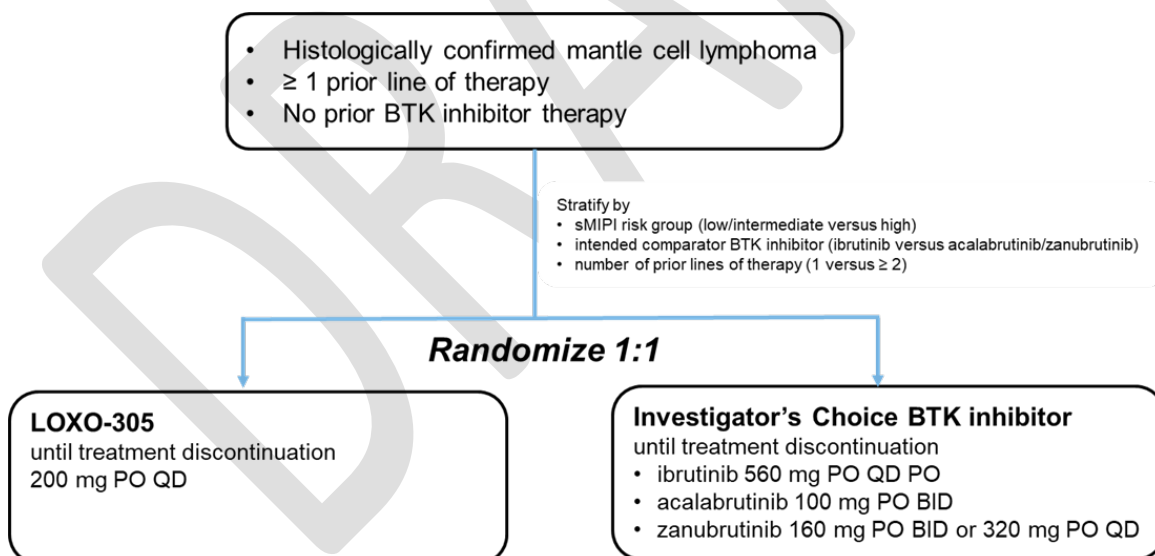 • Histologically confirmed mantle cell lymphoma
• ≥ 1 prior line of therapy
• No prior BTK inhibitor therapy
Stratify by
• sMIPI risk group (low/intermediate versus high)
• intended comparator BTK inhibitor (ibrutinib versus acalabrutinib/zanubrutinib)
• number of prior lines of therapy (1 versus ≥ 2)
Randomize 1:1
LOXO-305
until treatment discontinuation
200 mg PO QD
Investigator's Choice BTK inhibitor
until treatment discontinuation
• ibrutinib 560 mg PO QD PO
• acalabrutinib 100 mg PO BID
• zanubrutinib 160 mg PO BID or 320 mg PO QD
DRA